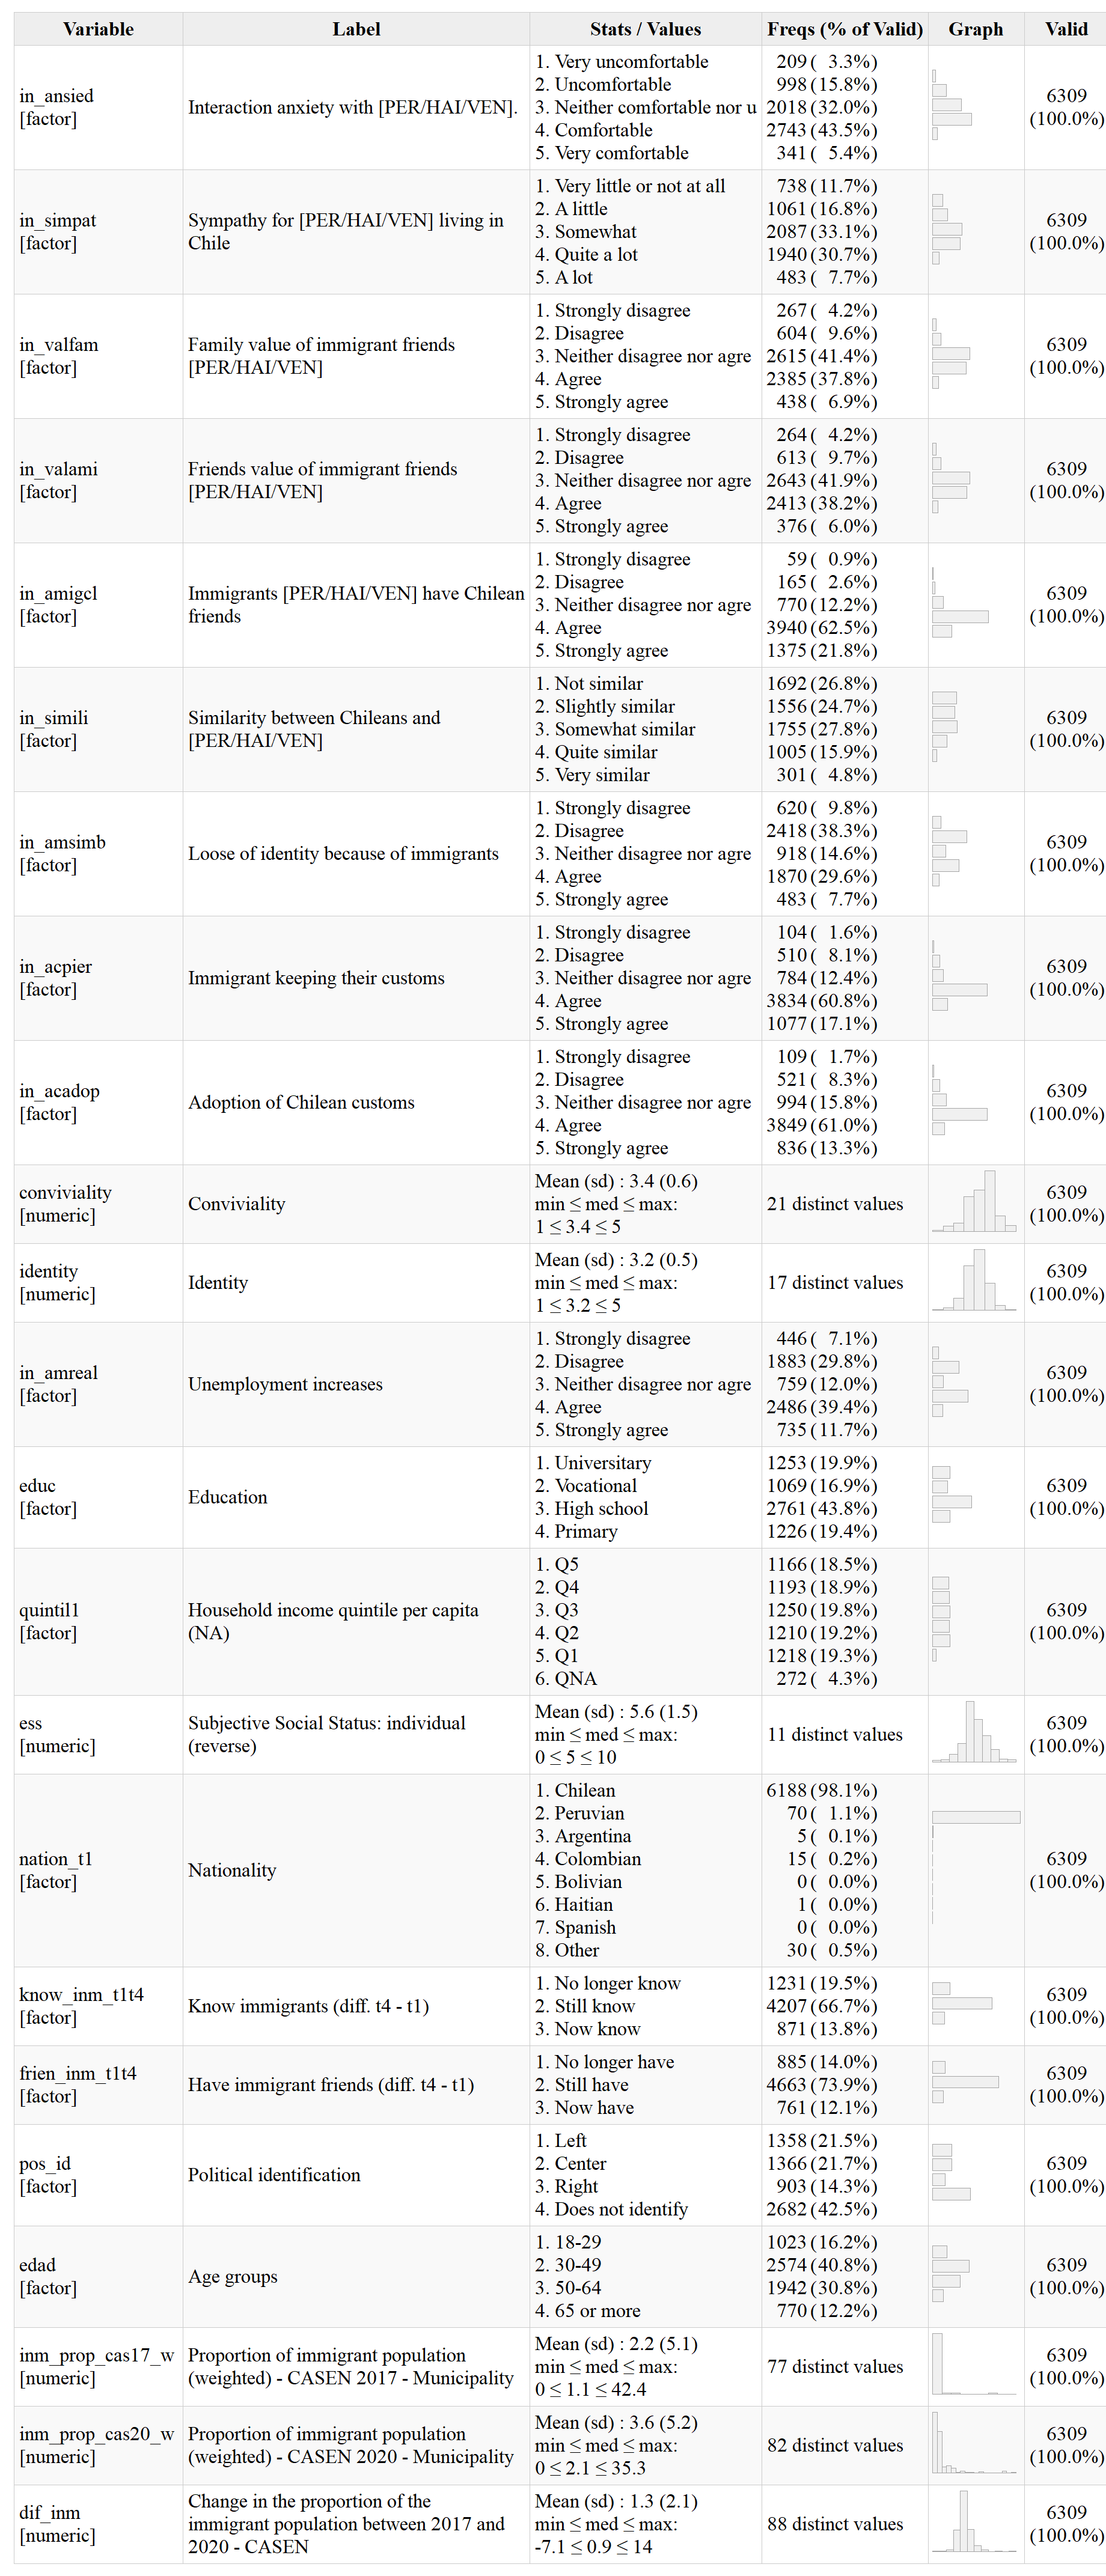 Variable Label Stats / Values Freqs (% of Valid) Graph Valid
in_ansied
[factor]
Interaction anxiety with [PER/HAI/VEN].
1. Very uncomfortable 209 ( 3.3%)
2. Uncomfortable 998 (15.8%)
3. Neither comfortable nor u 2018 (32.0%)
4. Comfortable 2743 (43.5%)
5. Very comfortable 341 ( 5.4%)
6309
(100.0%)
in_simpat
[factor]
Sympathy for [PER/HAI/VEN] living in
Chile
1. Very little or not at all 738 (11.7%)
2. A little 1061 (16.8%)
3. Somewhat 2087 (33.1%)
4. Quite a lot 1940 (30.7%)
5. A lot 483 ( 7.7%)
6309
(100.0%)
in_valfam
[factor]
Family value of immigrant friends
[PER/HAI/VEN]
1. Strongly disagree 267 ( 4.2%)
2. Disagree 604 ( 9.6%)
3. Neither disagree nor agre 2615 (41.4%)
4. Agree 2385 (37.8%)
5. Strongly agree 438 ( 6.9%)
6309
(100.0%)
in_valami
[factor]
Friends value of immigrant friends
[PER/HAI/VEN]
1. Strongly disagree 264 ( 4.2%)
2. Disagree 613 ( 9.7%)
3. Neither disagree nor agre 2643 (41.9%)
4. Agree 2413 (38.2%)
5. Strongly agree 376 ( 6.0%)
6309
(100.0%)
in_amigcl
[factor]
Immigrants [PER/HAI/VEN] have Chilean
friends
1. Strongly disagree 59 ( 0.9%)
2. Disagree 165 ( 2.6%)
3. Neither disagree nor agre 770 (12.2%)
4. Agree 3940 (62.5%)
5. Strongly agree 1375 (21.8%)
6309
(100.0%)
in_simili
[factor]
Similarity between Chileans and
[PER/HAI/VEN]
1. Not similar 1692 (26.8%)
2. Slightly similar 1556 (24.7%)
3. Somewhat similar 1755 (27.8%)
4. Quite similar 1005 (15.9%)
5. Very similar 301 ( 4.8%)
6309
(100.0%)
in_amsimb
[factor]
Loose of identity because of immigrants
1. Strongly disagree 620 ( 9.8%)
2. Disagree 2418 (38.3%)
3. Neither disagree nor agre 918 (14.6%)
4. Agree 1870 (29.6%)
5. Strongly agree 483 ( 7.7%)
6309
(100.0%)
in_acpier
[factor]
Immigrant keeping their customs
1. Strongly disagree 104 ( 1.6%)
2. Disagree 510 ( 8.1%)
3. Neither disagree nor agre 784 (12.4%)
4. Agree 3834 (60.8%)
5. Strongly agree 1077 (17.1%)
6309
(100.0%)
in_acadop
[factor]
Adoption of Chilean customs
1. Strongly disagree 109 ( 1.7%)
2. Disagree 521 ( 8.3%)
3. Neither disagree nor agre 994 (15.8%)
4. Agree 3849 (61.0%)
5. Strongly agree 836 (13.3%)
6309
(100.0%)
conviviality
[numeric]
Conviviality
Mean (sd) : 3.4 (0.6)
min ≤ med ≤ max:
1 ≤ 3.4 ≤ 5
21 distinct values
6309
(100.0%)
identity
[numeric]
Identity
Mean (sd) : 3.2 (0.5)
min ≤ med ≤ max:
1 ≤ 3.2 ≤ 5
17 distinct values
6309
(100.0%)
in_amreal
[factor]
Unemployment increases
1. Strongly disagree 446 ( 7.1%)
2. Disagree 1883 (29.8%)
3. Neither disagree nor agre 759 (12.0%)
4. Agree 2486 (39.4%)
5. Strongly agree 735 (11.7%)
6309
(100.0%)
educ
[factor]
Education
1. Universitary 1253 (19.9%)
2. Vocational 1069 (16.9%)
3. High school 2761 (43.8%)
4. Primary 1226 (19.4%)
6309
(100.0%)
quintil1
[factor]
Household income quintile per capita
(NA)
1. Q5 1166 (18.5%)
2. Q4 1193 (18.9%)
3. Q3 1250 (19.8%)
4. Q2 1210 (19.2%)
5. Q1 1218 (19.3%)
6. QNA 272 ( 4.3%)
6309
(100.0%)
ess
[numeric]
Subjective Social Status: individual
(reverse)
Mean (sd) : 5.6 (1.5)
min ≤ med ≤ max:
0 ≤ 5 ≤ 10
11 distinct values
6309
(100.0%)
nation_t1
[factor]
Nationality
1. Chilean 6188 (98.1%)
2. Peruvian 70 ( 1.1%)
3. Argentina 5 ( 0.1%)
4. Colombian 15 ( 0.2%)
5. Bolivian 0 ( 0.0%)
6. Haitian 1 ( 0.0%)
7. Spanish 0 ( 0.0%)
8. Other 30 ( 0.5%)
6309
(100.0%)
know_inm_t1t4
[factor]
Know immigrants (diff. t4 - t1)
1. No longer know 1231 (19.5%)
2. Still know 4207 (66.7%)
3. Now know 871 (13.8%)
6309
(100.0%)
frien_inm_t1t4
[factor]
Have immigrant friends (diff. t4 - t1)
1. No longer have 885 (14.0%)
2. Still have 4663 (73.9%)
3. Now have 761 (12.1%)
6309
(100.0%)
pos_id
[factor]
Political identification
1. Left 1358 (21.5%)
2. Center 1366 (21.7%)
3. Right 903 (14.3%)
4. Does not identify 2682 (42.5%)
6309
(100.0%)
edad
[factor]
Age groups
1. 18-29 1023 (16.2%)
2. 30-49 2574 (40.8%)
3. 50-64 1942 (30.8%)
4. 65 or more 770 (12.2%)
6309
(100.0%)
inm_prop_cas17_w
[numeric]
Proportion of immigrant population
(weighted) - CASEN 2017 - Municipality
Mean (sd) : 2.2 (5.1)
min ≤ med ≤ max:
0 ≤ 1.1 ≤ 42.4
77 distinct values
6309
(100.0%)
inm_prop_cas20_w
[numeric]
Proportion of immigrant population
(weighted) - CASEN 2020 - Municipality
Mean (sd) : 3.6 (5.2)
min ≤ med ≤ max:
0 ≤ 2.1 ≤ 35.3
82 distinct values
6309
(100.0%)
dif_inm
[numeric]
Change in the proportion of the
immigrant population between 2017 and
2020 - CASEN
Mean (sd) : 1.3 (2.1)
min ≤ med ≤ max:
-7.1 ≤ 0.9 ≤ 14
88 distinct values
6309
(100.0%)